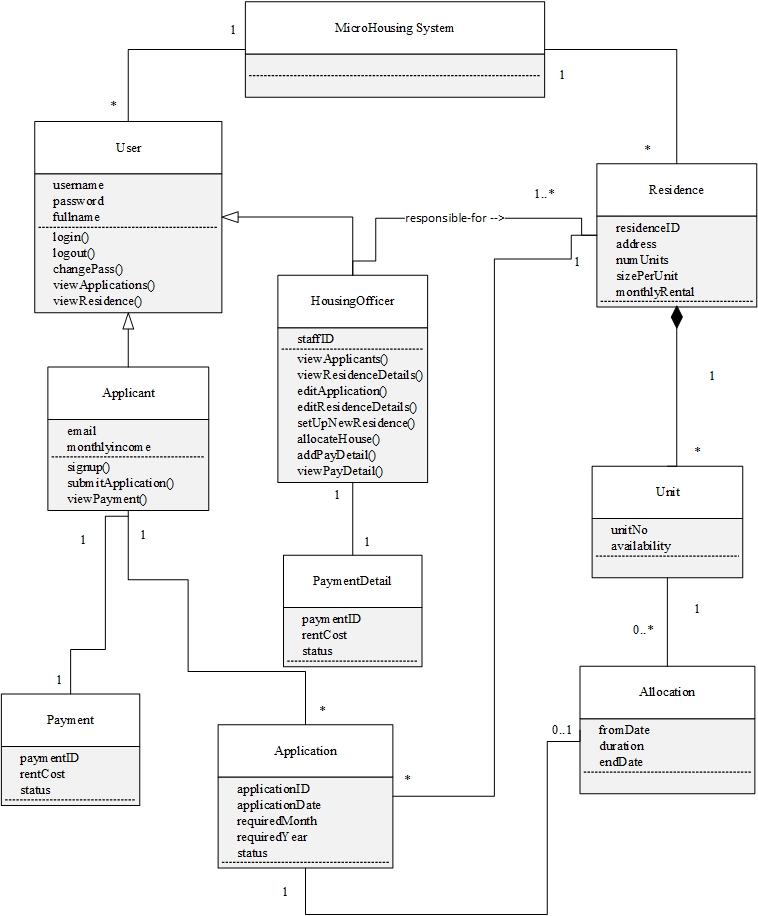 MicroHousing System
1
1
*
*
User
username
password
fullname
login()
logout()
changePass()
viewApplications()
viewResidence()
1..*
responsible-for -->
1
Residence
residenceID
address
numUnits
sizePerUnit
monthlyRental
HousingOfficer
staffID
viewApplicants()
viewResidenceDetails()
editApplication()
editResidenceDetails()
setUpNewResidence()
allocateHouse()
addPayDetail()
viewPayDetail()
Applicant
email
monthlyincome
signup()
submitApplication()
viewPayment()
1
*
Unit
unitNo
availability
1
1
1
1
PaymentDetail
paymentID
rentCost
status
1
0..*
1
Payment
paymentID
rentCost
status
*
Application
applicationID
applicationDate
requiredMonth
requiredYear
status
*
0..1
Allocation
fromDate
duration
endDate
1